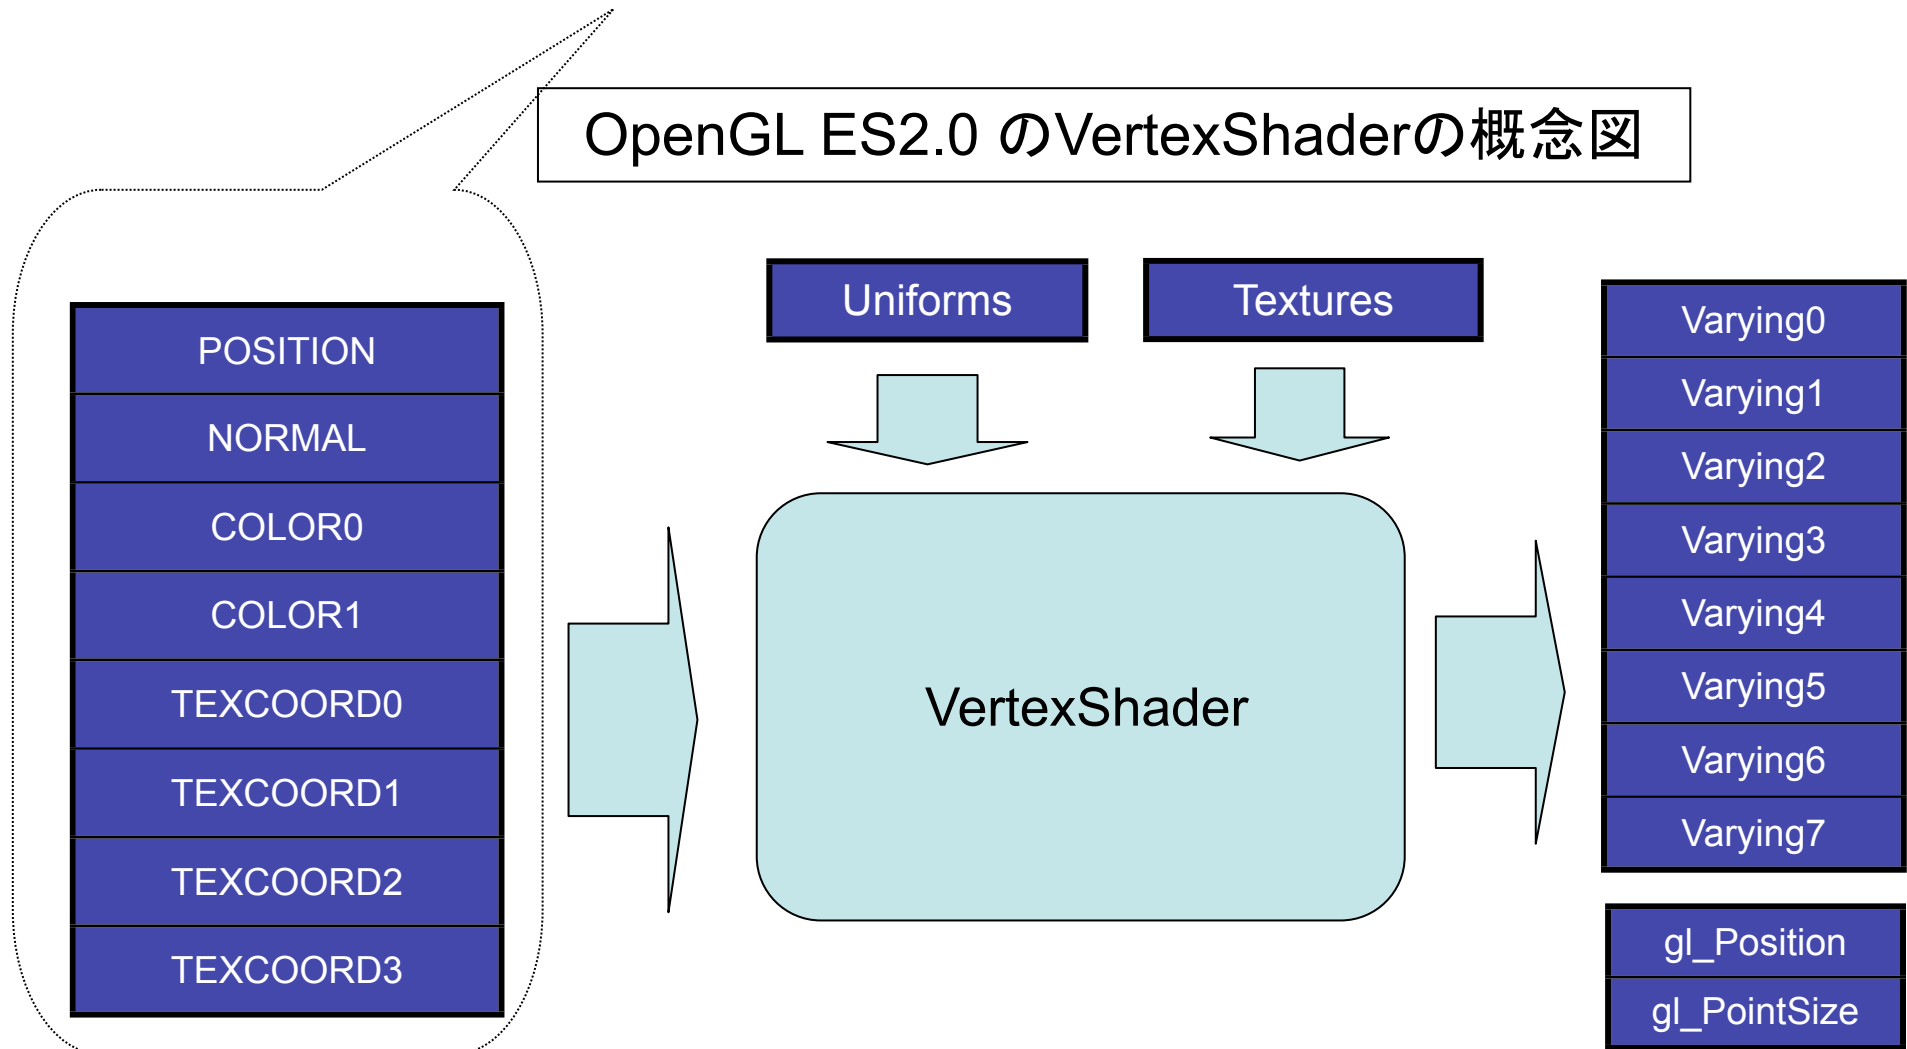 OpenGL ES2.0 のVertexShaderの概念図
POSITION
NORMAL
COLOR0
COLOR1
TEXCOORD0
TEXCOORD1
TEXCOORD2
TEXCOORD3
Uniforms
Textures
VertexShader
Varying0
Varying1
Varying2
Varying3
Varying4
Varying5
Varying6
Varying7
gl_Position
gl_PointSize